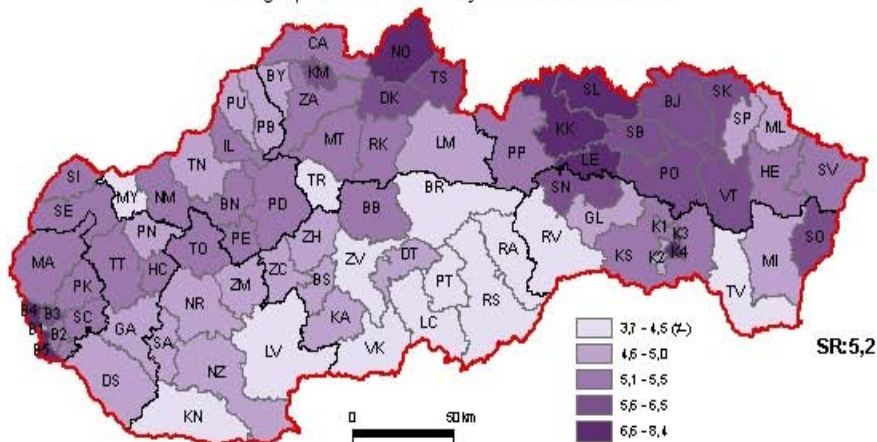 CA
NO
KM
TS
BY
PU
ZA
DK
SL
SK
BJ
PB
SP
ML
KK
SB
IL
MT
RK
LM
PP
TN
LE
PO
HE
SV
SI
TR
MY
NM
BR
SN
VT
SE
BN
PD
BB
GL
PN
K1
K3
SO
TO
PE
ZH
RV
KS
K2
K4
MA
TT
HC
ZV
DT
RA
MI
ZC
BS
PK
ZM
PT
TV
NR
RS
B4
B3
SC
GA
KA
LC
B1
B2
SA
LV
VK
B5
DS
NZ
KN
3,7 - 4,5 (‰)
4,6 - 5,0
5,1 - 5,5
5,6 - 6,5
6,6 - 8,4
SR:5,2
0 50km